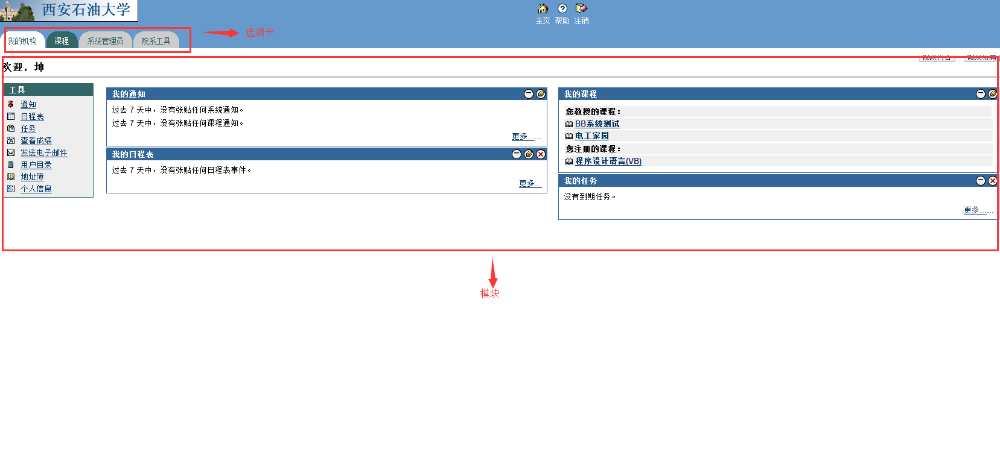 西安石油大学
主页 帮助 注销
我的机构 课程 系统管理员 院系工具
选项卡
欢迎，坤
修改内容 修改布局
工具
通知
日程表
任务
查看成绩
发送电子邮件
用户目录
地址簿
个人信息
我的通知
过去 7 天中，没有张贴任何系统通知。
过去 7 天中，没有张贴任何课程通知。
更多......
我的日程表
过去 7 天中，没有张贴任何日程表事件。
更多...
我的课程
您教授的课程：
BB系统测试
电工家园
您注册的课程：
程序设计语言(VB)
我的任务
没有到期任务。
更多......
模块